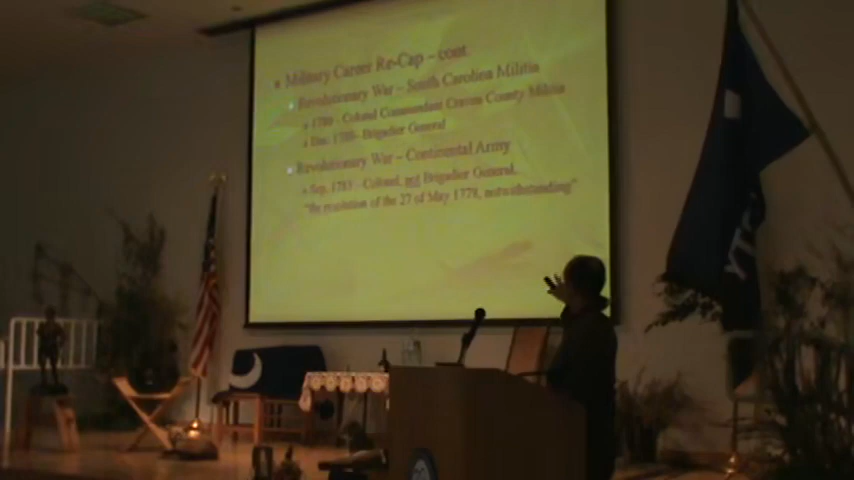 Military Career Re-Cap – cont
Revolutionary War – South Carolina Militia
1780 – Colonel Commandant Craven County Militia
Dec. 1780– Brigadier General
Revolutionary War – Continental Army
Sep. 1783 – Colonel, not Brigadier General,
"the resolution of the 27 of May 1778, notwithstanding"